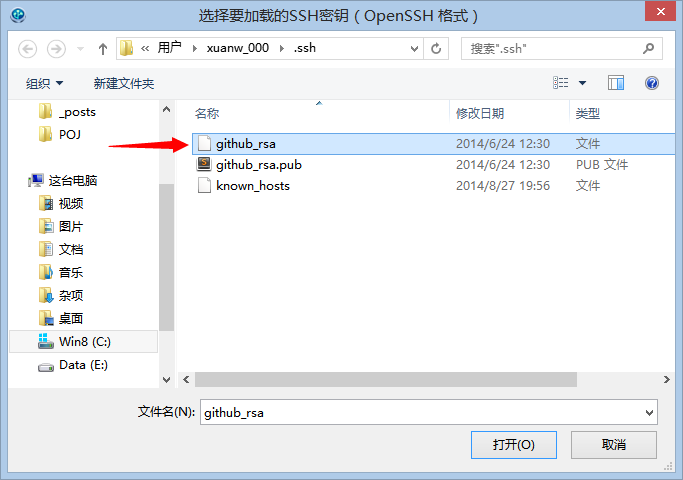 选择要加载的SSH密钥（OpenSSH 格式）
« 用户 xuanw_000 .ssh
搜索".ssh"
组织 新建文件夹
名称 修改日期 类型
_posts
POJ
这台电脑
视频
图片
文档
音乐
杂项
桌面
Win8 (C:)
Data (E:)
github_rsa 2014/6/24 12:30 文件
github_rsa.pub 2014/6/24 12:30 PUB 文件
known_hosts 2014/8/27 19:56 文件
文件名(N): github_rsa
打开(O) 取消